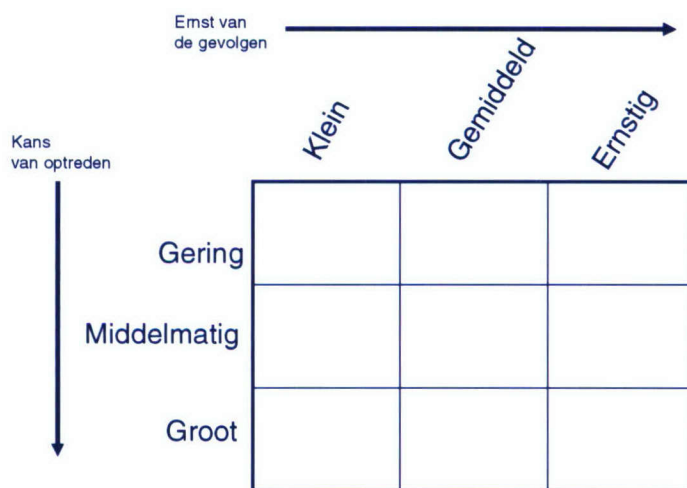 Ernst van
de gevolgen
Klein
Gemiddeld
Ernstig
Kans
van optreden
Gering
Middelmatig
Groot